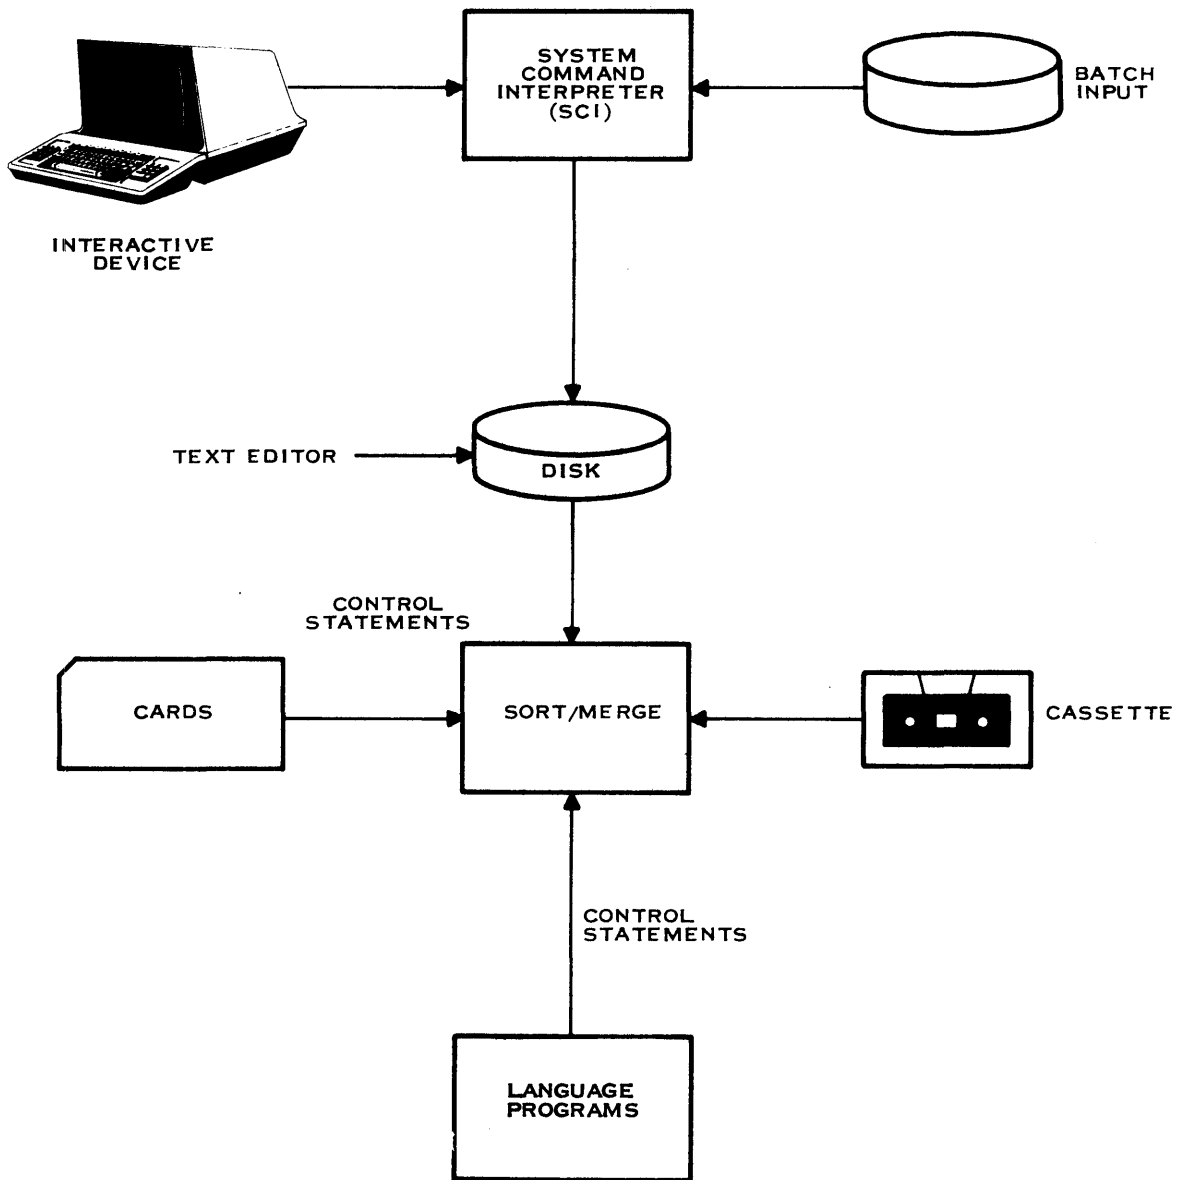 SYSTEM
COMMAND
INTERPRETER
(SCI)
BATCH
INPUT
INTERACTIVE
DEVICE
TEXT EDITOR
DISK
CONTROL
STATEMENTS
CARDS
SORT/MERGE
CASSETTE
CONTROL
STATEMENTS
LANGUAGE
PROGRAMS